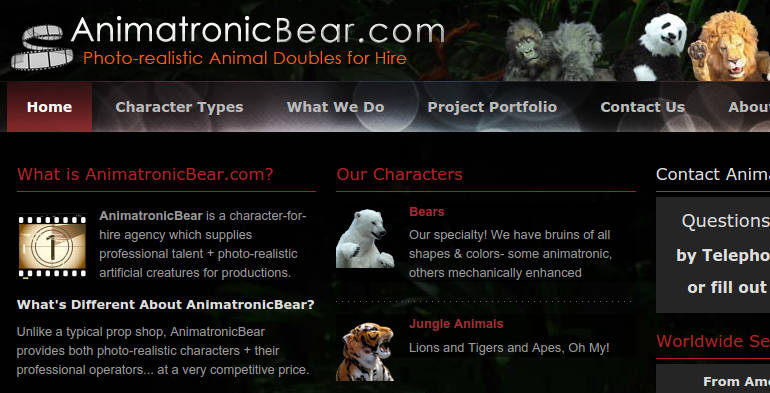 AnimatronicBear.com
Photo-realistic Animal Doubles for Hire
Home
Character Types
What We Do
Project Portfolio
Contact Us
What is AnimatronicBear.com?
1
AnimatronicBear is a character-for-
hire agency which supplies
professional talent + photo-realistic
artificial creatures for productions.
What's Different About AnimatronicBear?
Unlike a typical prop shop, AnimatronicBear
provides both photo-realistic characters + their
professional operators... at a very competitive price.
Our Characters
Bears
Our specialty! We have bruins of all
shapes & colors- some animatronic,
others mechanically enhanced
Jungle Animals
Lions and Tigers and Apes, Oh My!
Contact Anim
Questions
by Telepho
or fill out
Worldwide Se
From Ame